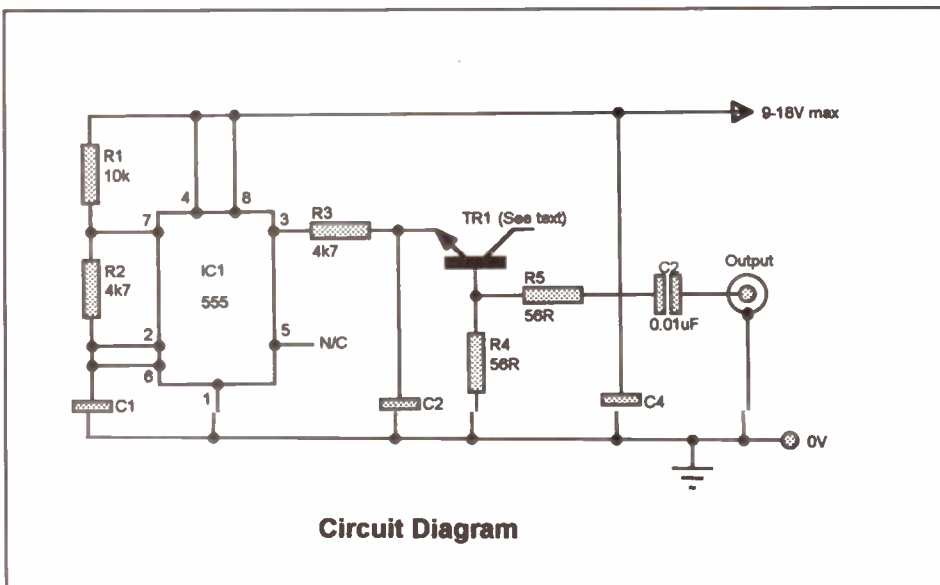 9-18V max
R1
10k
4
8
7
3
R3
4k7
TR1 (See text)
R2
4k7
IC1
555
R5
56R
C2
0.01uF
Output
2
5
N/C
R4
56R
6
1
C1
C2
C4
0V
Circuit Diagram